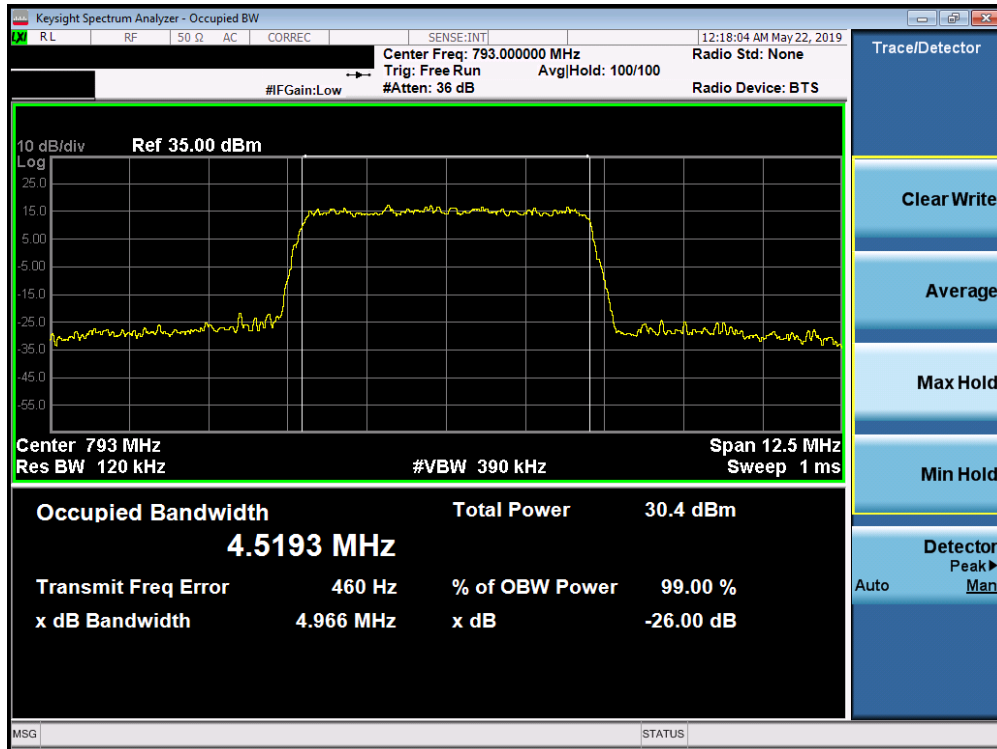 Keysight Spectrum Analyzer - Occupied BW
LXI RL RF 50 Ω AC CORREC SENSE:INT 12:18:04 AM May 22, 2019
Center Freq: 793.000000 MHz Radio Std: None
Trig: Free Run Avg|Hold: 100/100
#IFGain:Low #Atten: 36 dB Radio Device: BTS
Trace/Detector
10 dB/div Ref 35.00 dBm
Log
25.0
15.0
5.00
-5.00
-15.0
-25.0
-35.0
-45.0
-55.0
Center 793 MHz Span 12.5 MHz
Res BW 120 kHz #VBW 390 kHz Sweep 1 ms
Occupied Bandwidth Total Power 30.4 dBm
4.5193 MHz
Transmit Freq Error 460 Hz % of OBW Power 99.00 %
x dB Bandwidth 4.966 MHz x dB -26.00 dB
Clear Write
Average
Max Hold
Min Hold
Detector
Peak▶
Auto Man
MSG STATUS